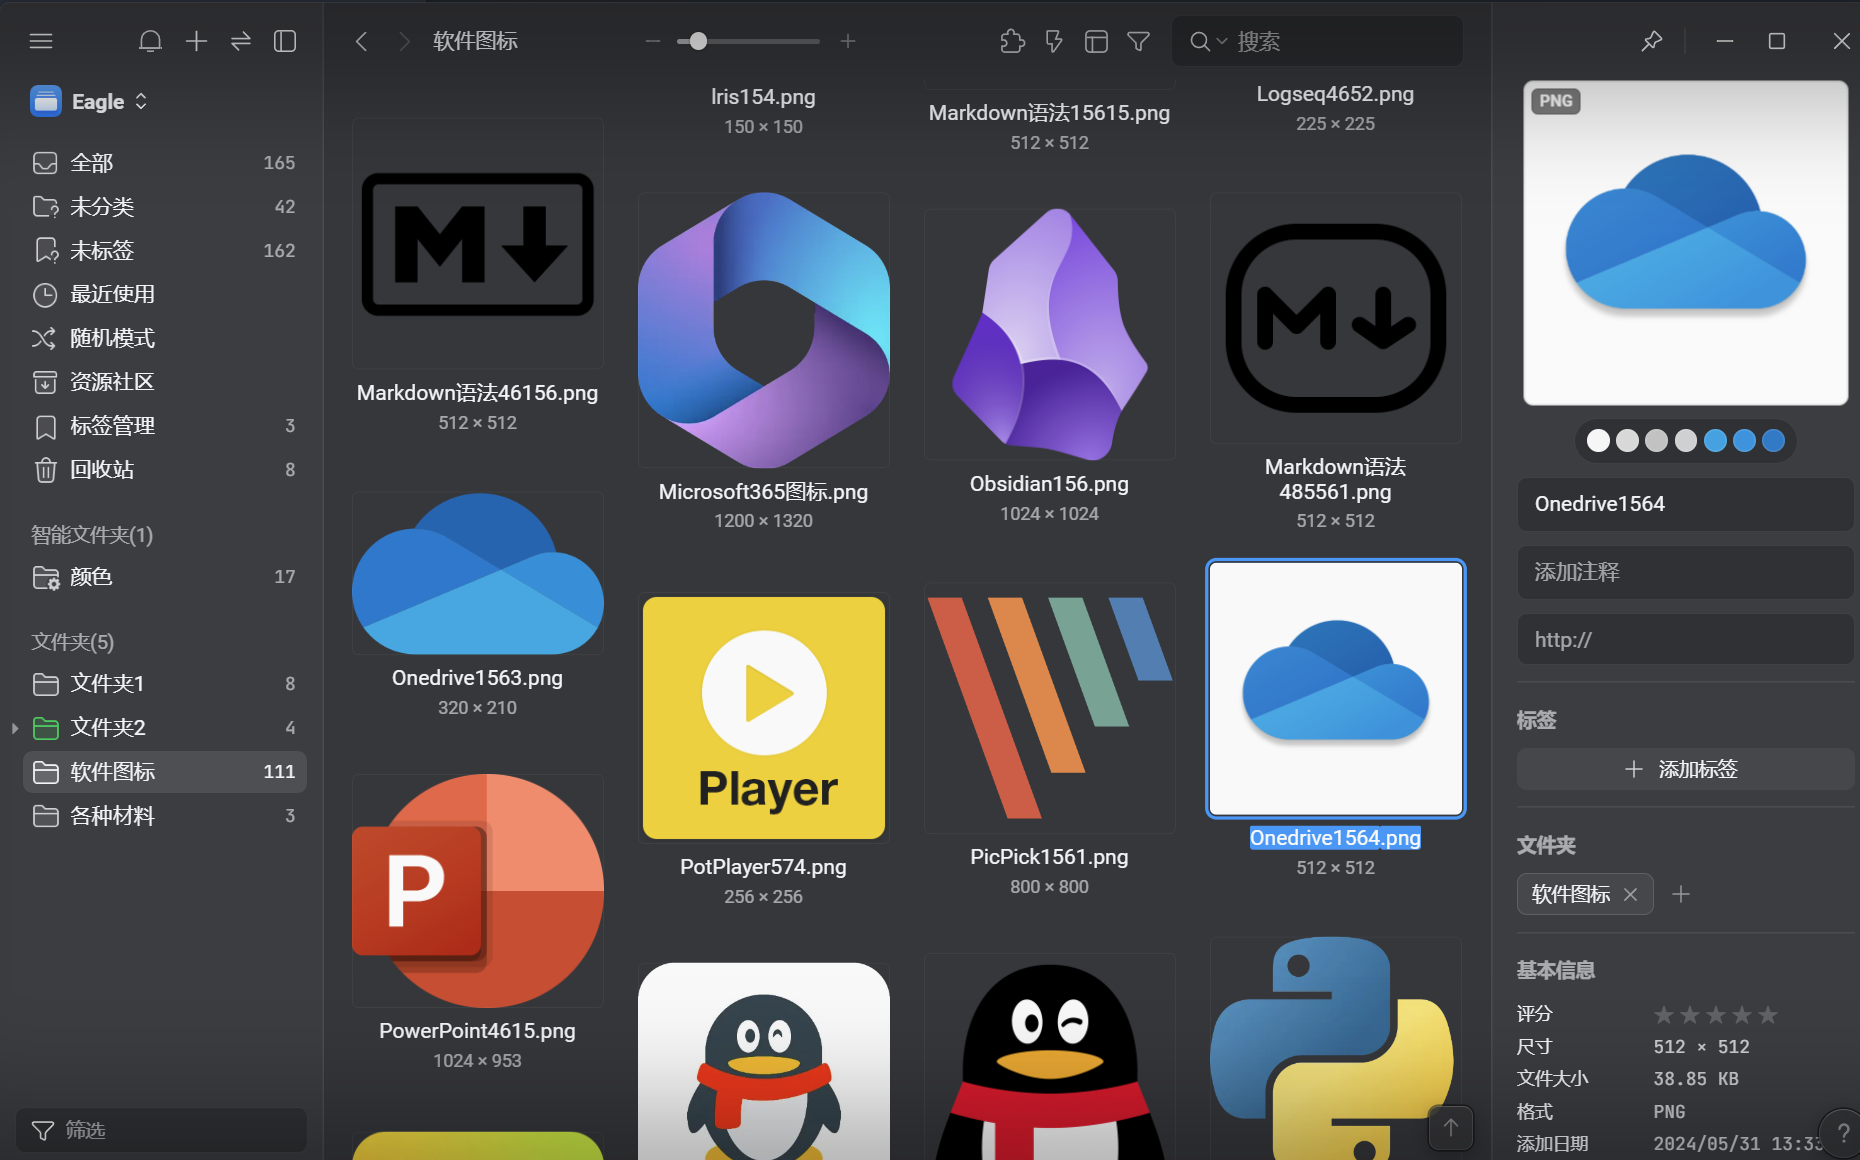 软件图标
搜索
Eagle
全部 165
未分类 42
未标签 162
最近使用
随机模式
资源社区
标签管理 3
回收站 8
智能文件夹(1)
颜色 17
文件夹(5)
文件夹1 8
文件夹2 4
软件图标 111
各种材料 3
筛选
Iris154.png
150 × 150
Markdown语法15615.png
512 × 512
Logseq4652.png
225 × 225
M
Markdown语法46156.png
512 × 512
Microsoft365图标.png
1200 × 1320
Obsidian156.png
1024 × 1024
M
Markdown语法
485561.png
512 × 512
Onedrive1563.png
320 × 210
Player
PotPlayer574.png
256 × 256
PicPick1561.png
800 × 800
Onedrive1564.png
512 × 512
P
PowerPoint4615.png
1024 × 953
PNG
Onedrive1564
添加注释
http://
标签
添加标签
文件夹
软件图标
基本信息
评分
尺寸 512 × 512
文件大小 38.85 KB
格式 PNG
添加日期 2024/05/31 13:33
?